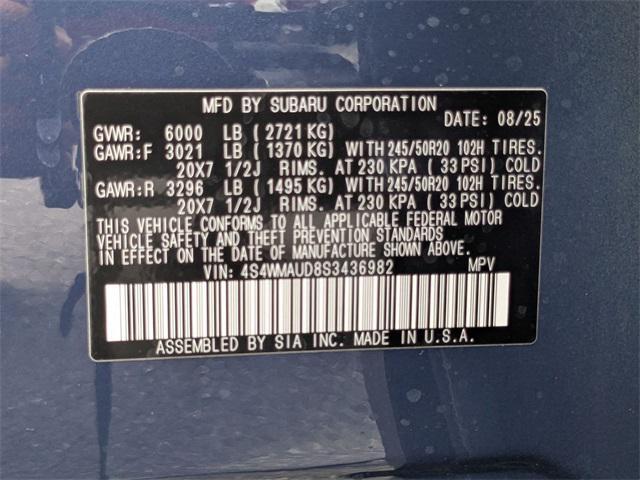 MFD BY SUBARU CORPORATION
DATE: 08/25
GVWR: 6000 LB (2721 KG)
GAWR:F 3021 LB (1370 KG) WITH 245/50R20 102H TIRES.
20X7 1/2J RIMS. AT 230 KPA (33 PSI) COLD
GAWR:R 3296 LB (1495 KG) WITH 245/50R20 102H TIRES.
20X7 1/2J RIMS. AT 230 KPA (33 PSI) COLD
THIS VEHICLE CONFORMS TO ALL APPLICABLE FEDERAL MOTOR
VEHICLE SAFETY AND THEFT PREVENTION STANDARDS
IN EFFECT ON THE DATE OF MANUFACTURE SHOWN ABOVE.
VIN: 4S4WMAUD8S3436982 MPV
ASSEMBLED BY SIA INC. MADE IN U.S.A.